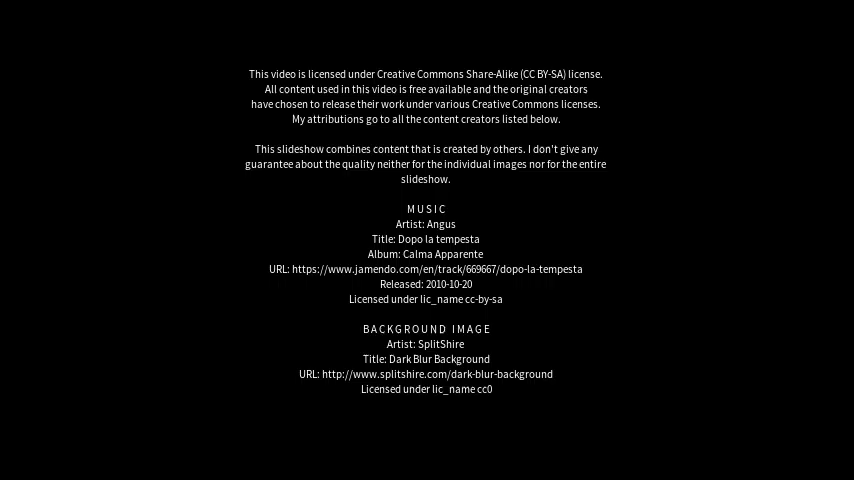 This video is licensed under Creative Commons Share-Alike (CC BY-SA) license.
All content used in this video is free available and the original creators
have chosen to release their work under various Creative Commons licenses.
My attributions go to all the content creators listed below.
This slideshow combines content that is created by others. I don't give any
guarantee about the quality neither for the individual images nor for the entire
slideshow.
MUSIC
Artist: Angus
Title: Dopo la tempesta
Album: Calma Apparente
URL: https://www.jamendo.com/en/track/669667/dopo-la-tempesta
Released: 2010-10-20
Licensed under lic_name cc-by-sa
BACKGROUND IMAGE
Artist: SplitShire
Title: Dark Blur Background
URL: http://www.splitshire.com/dark-blur-background
Licensed under lic_name cc0